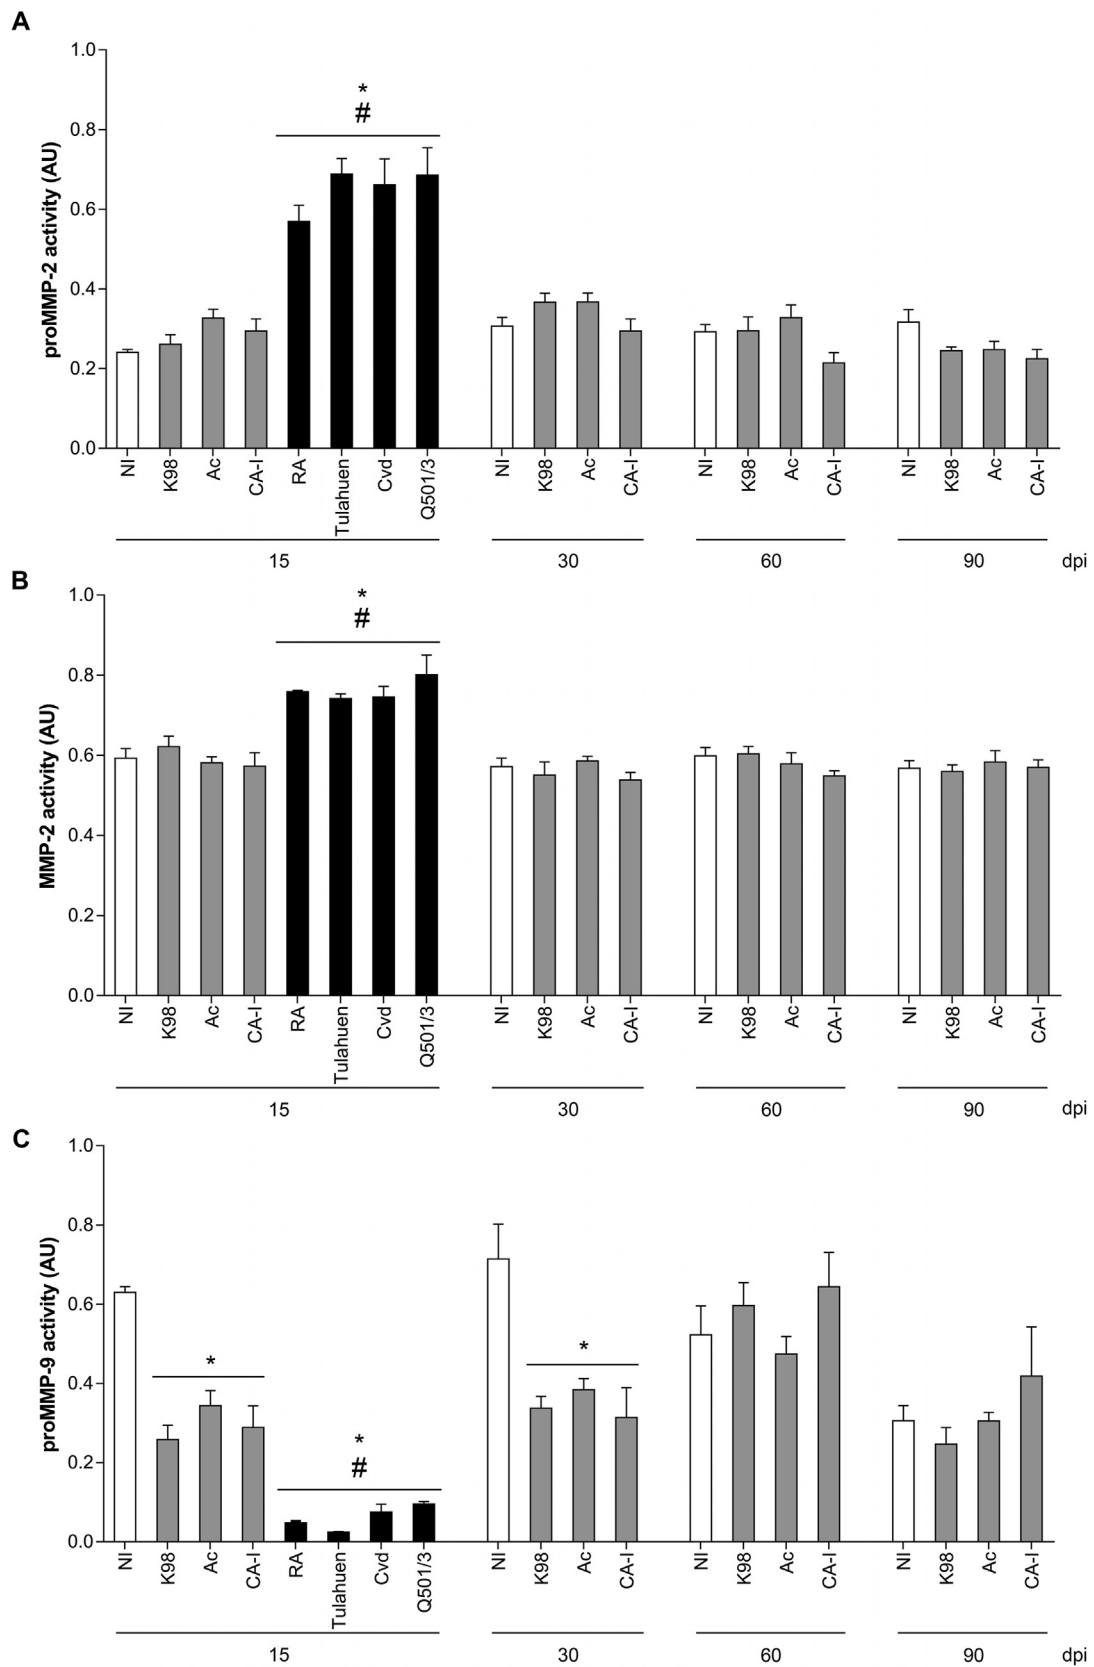 A
1.0
0.8
0.6
0.4
0.2
0.0
proMMP-2 activity (AU)
*
#
NI K98 Ac CA-I RA Tulahuen Cvd Q501/3 NI K98 Ac CA-I NI K98 Ac CA-I NI K98 Ac CA-I
15 30 60 90 dpi
B
1.0
0.8
0.6
0.4
0.2
0.0
MMP-2 activity (AU)
*
#
NI K98 Ac CA-I RA Tulahuen Cvd Q501/3 NI K98 Ac CA-I NI K98 Ac CA-I NI K98 Ac CA-I
15 30 60 90 dpi
C
1.0
0.8
0.6
0.4
0.2
0.0
proMMP-9 activity (AU)
*
*
#
*
NI K98 Ac CA-I RA Tulahuen Cvd Q501/3 NI K98 Ac CA-I NI K98 Ac CA-I NI K98 Ac CA-I
15 30 60 90 dpi